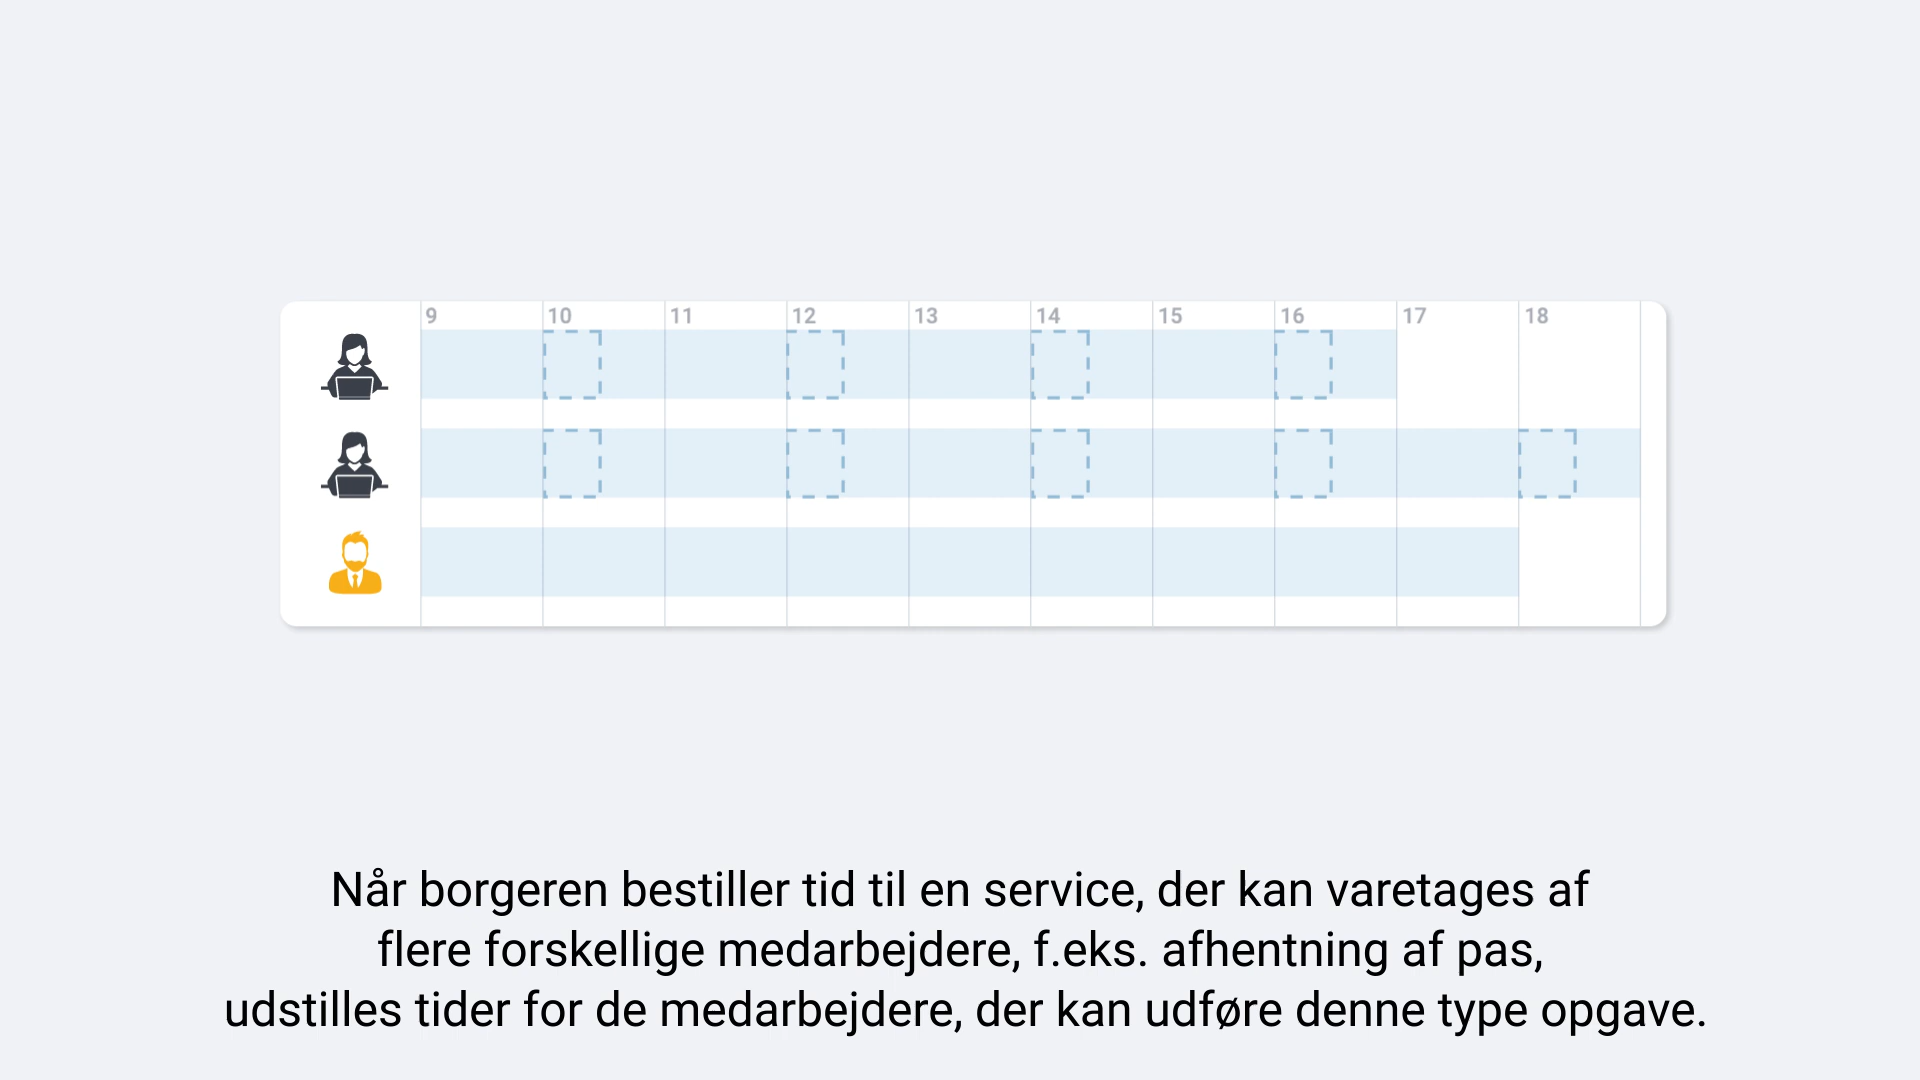 9 10 11 12 13 14 15 16 17 18
Når borgeren bestiller tid til en service, der kan varetages af
flere forskellige medarbejdere, f.eks. afhentning af pas,
udstilles tider for de medarbejdere, der kan udføre denne type opgave.